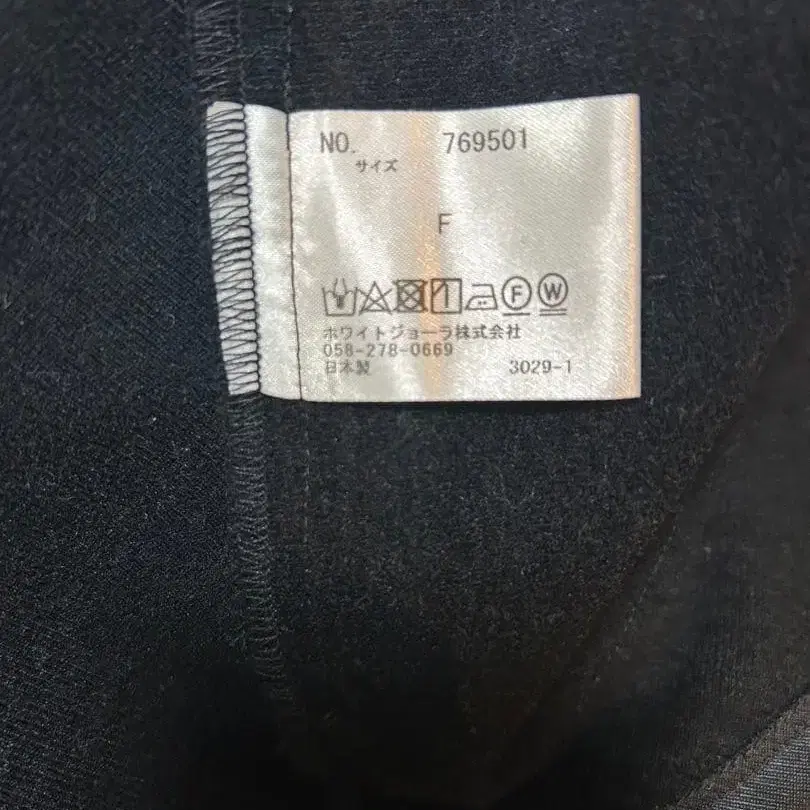 NO. 769501
サイズ
F
F W
ホワイトジョーラ株式会社
058-278-0669
日本製 3029-1